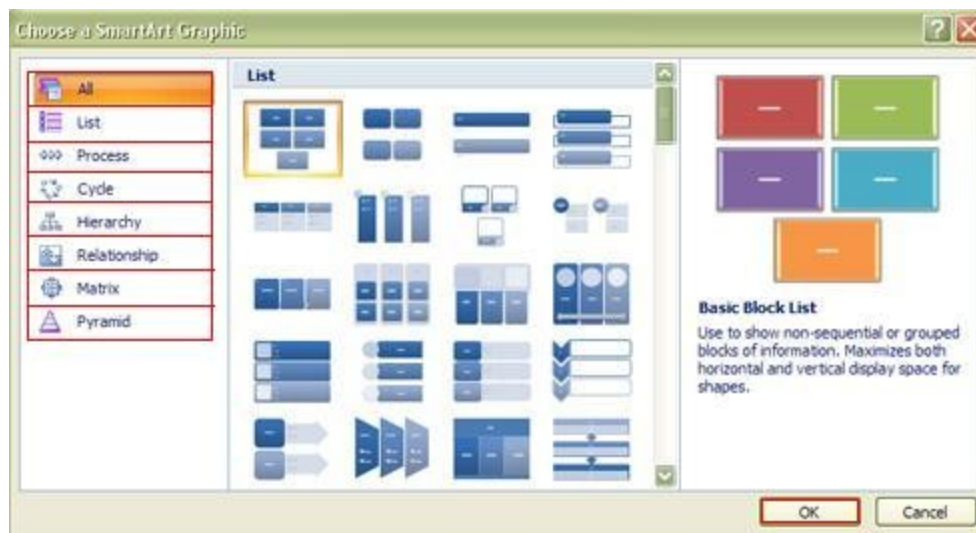 Choose a SmartArt Graphic
All
List
Process
Cycle
Hierarchy
Relationship
Matrix
Pyramid
List
Basic Block List
Use to show non-sequential or grouped
blocks of information. Maximizes both
horizontal and vertical display space for
shapes.
OK
Cancel